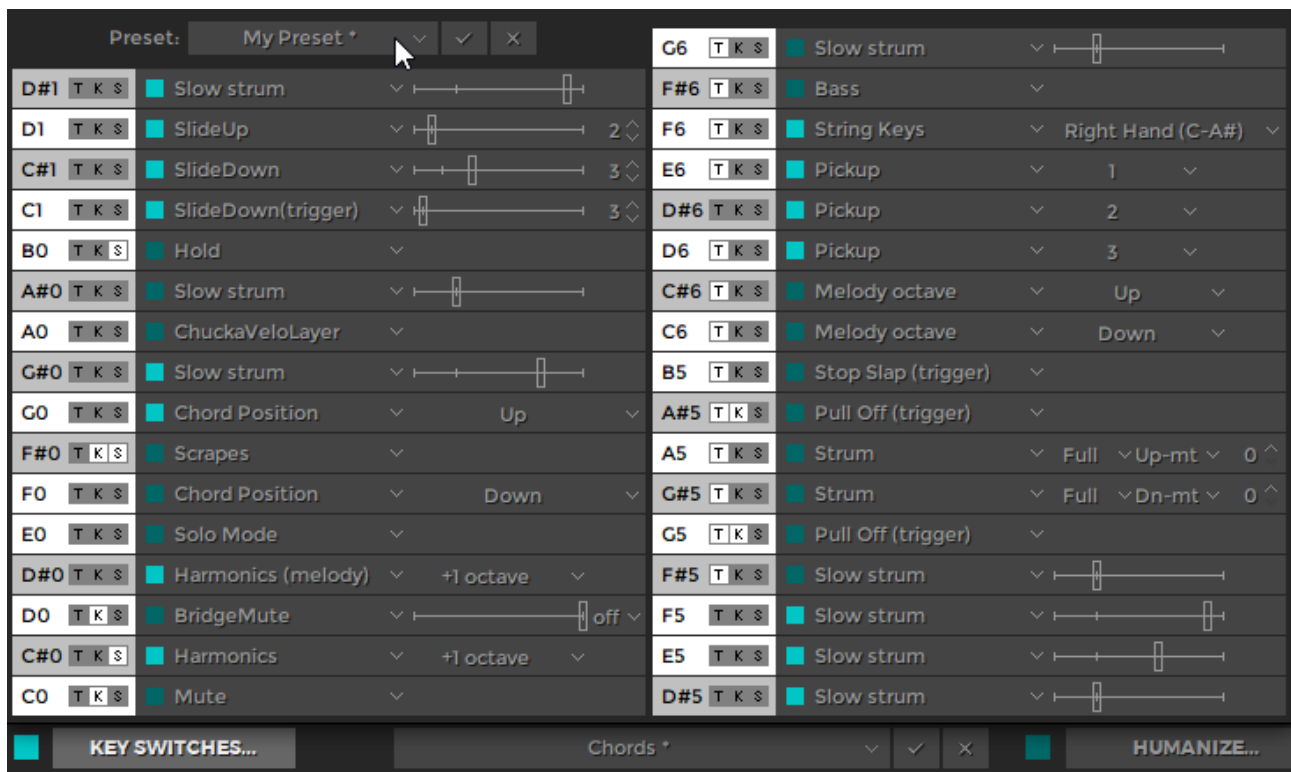 Preset: My Preset *
D#1 T K S Slow strum
D1 T K S SlideUp 2
C#1 T K S SlideDown 3
C1 T K S SlideDown(trigger) 3
B0 T K S Hold
A#0 T K S Slow strum
A0 T K S ChuckaVeloLayer
G#0 T K S Slow strum
G0 T K S Chord Position Up
F#0 T K S Scrapes
F0 T K S Chord Position Down
E0 T K S Solo Mode
D#0 T K S Harmonics (melody) +1 octave
D0 T K S BridgeMute off
C#0 T K S Harmonics +1 octave
C0 T K S Mute
G6 T K S Slow strum
F#6 T K S Bass
F6 T K S String Keys Right Hand (C-A#)
E6 T K S Pickup 1
D#6 T K S Pickup 2
D6 T K S Pickup 3
C#6 T K S Melody octave Up
C6 T K S Melody octave Down
B5 T K S Stop Slap (trigger)
A#5 T K S Pull Off (trigger)
A5 T K S Strum Full Up-mt 0
G#5 T K S Strum Full Dn-mt 0
G5 T K S Pull Off (trigger)
F#5 T K S Slow strum
F5 T K S Slow strum
E5 T K S Slow strum
D#5 T K S Slow strum
KEY SWITCHES... Chords * HUMANIZE...